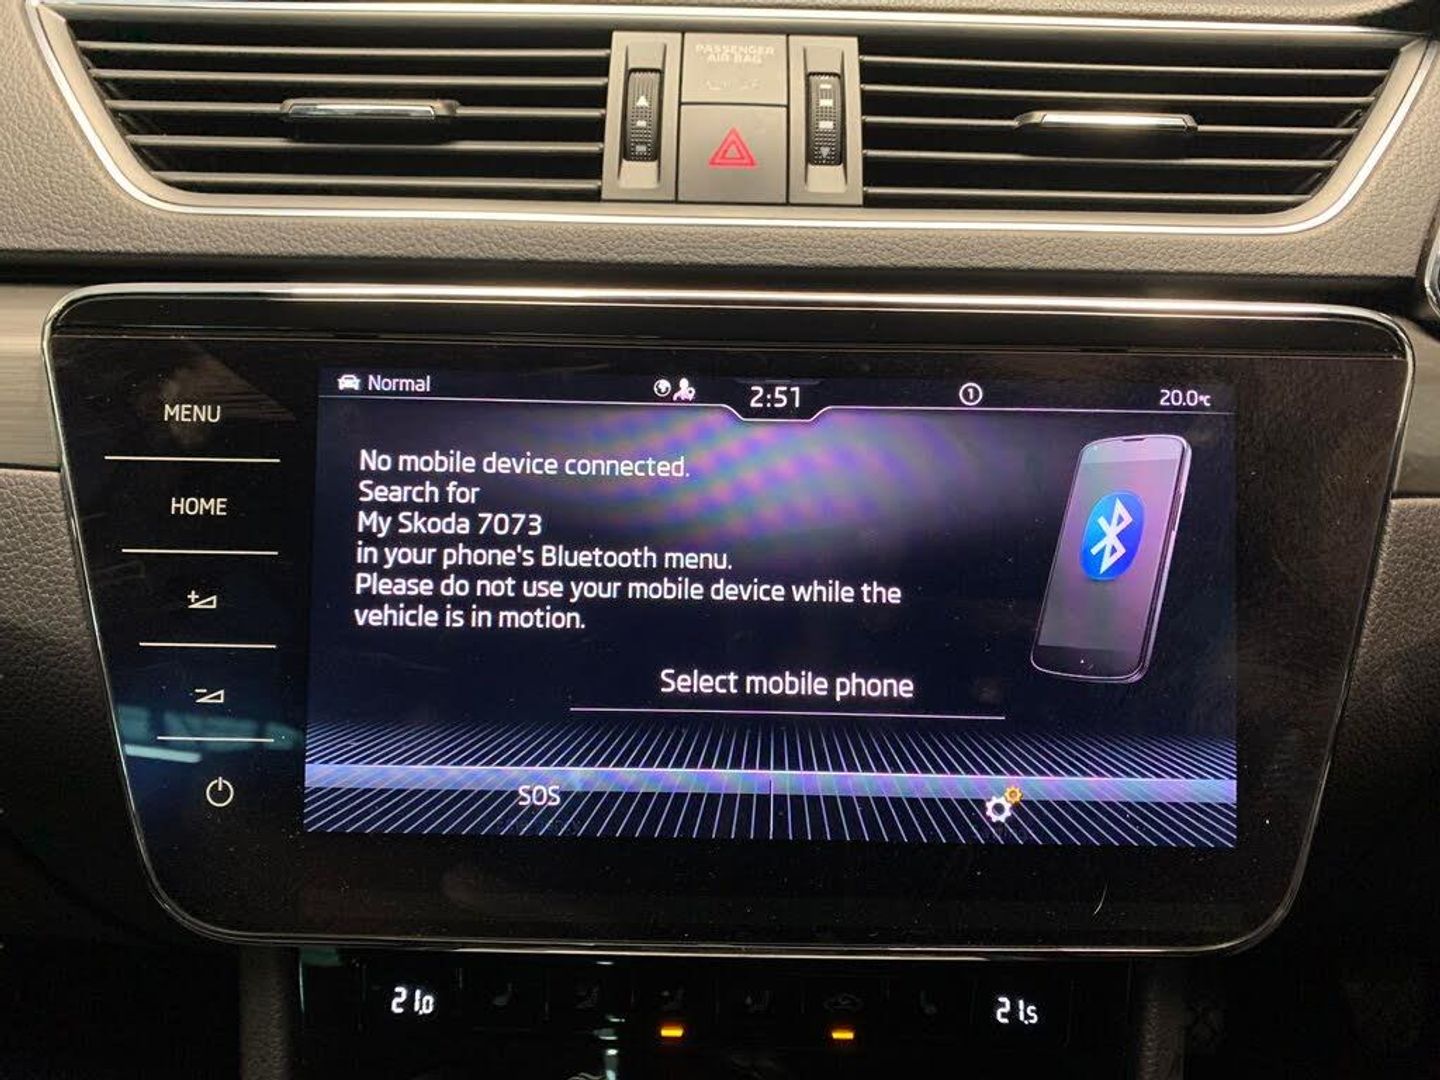 PASSENGER
AIR BAG
Normal
2:51
1
20.0°C
MENU
HOME
No mobile device connected.
Search for
My Skoda 7073
in your phone's Bluetooth menu.
Please do not use your mobile device while the
vehicle is in motion.
Select mobile phone
SOS
21.0
21.5